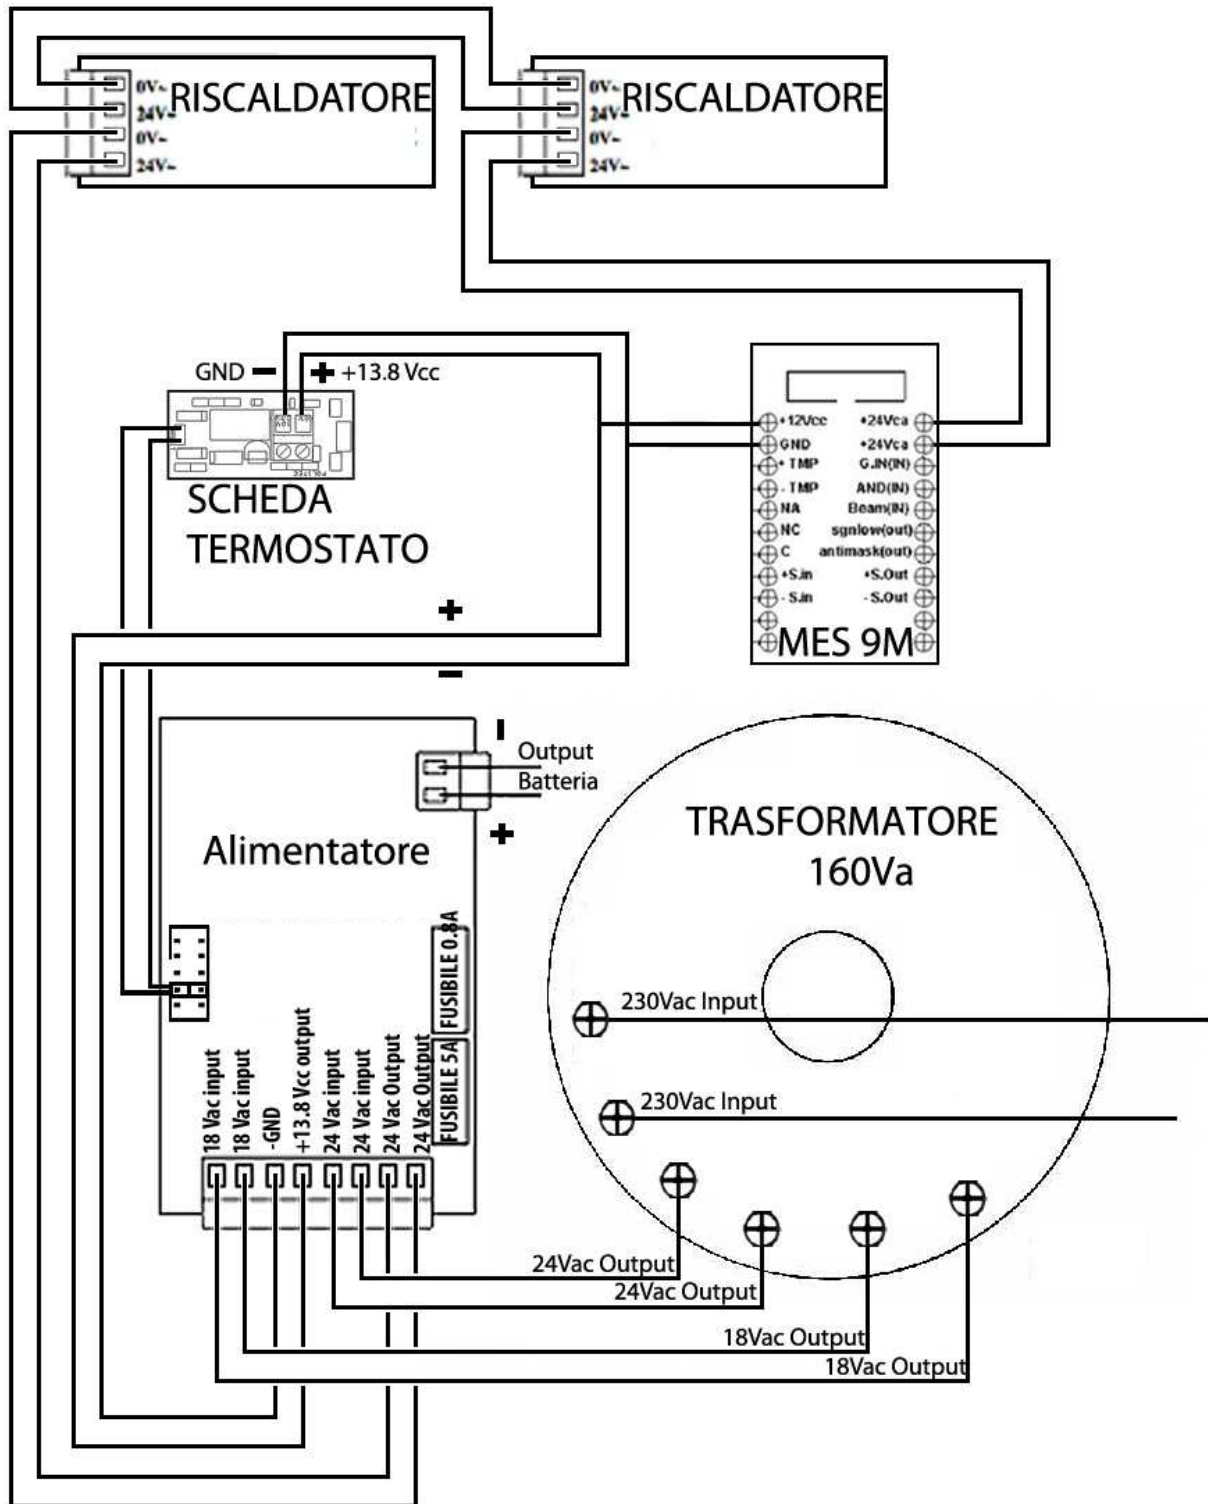 0V~
24V~
0V~
24V~
RISCALDATORE
0V~
24V~
0V~
24V~
RISCALDATORE
GND − + +13.8 Vcc
SCHEDA
TERMOSTATO
+12Vcc
GND
+ TMP
- TMP
NA
NC
C
+S.in
- S.in
+24Vca
+24Vca
G.IN(IN)
AND(IN)
Beam(IN)
sgnlow(out)
antimask(out)
+S.Out
- S.Out
MES 9M
+
−
−
Output
Batteria
+
Alimentatore
TRASFORMATORE
160Va
FUSIBILE 0.8A
FUSIBILE 5A
230Vac Input
230Vac Input
18 Vac input
18 Vac input
-GND
+13.8 Vcc output
24 Vac input
24 Vac input
24 Vac Output
24 Vac Output
24Vac Output
24Vac Output
18Vac Output
18Vac Output